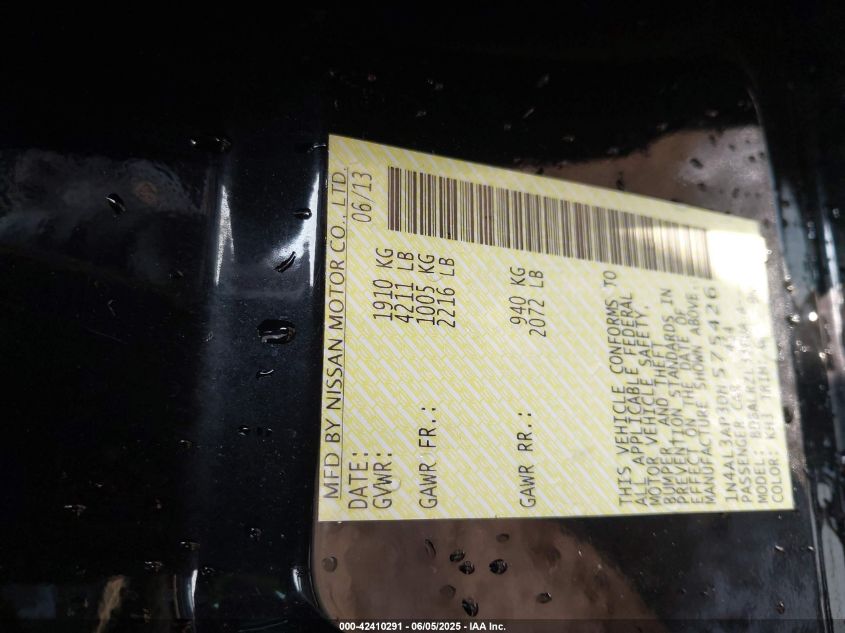 MFD BY NISSAN MOTOR CO., LTD.
DATE: 06/13
GVWR: 1910 KG
4211 LB
GAWR FR.: 1005 KG
2216 LB
GAWR RR.: 940 KG
2072 LB
THIS VEHICLE CONFORMS TO
ALL APPLICABLE FEDERAL
MOTOR VEHICLE SAFETY,
BUMPER, AND THEFT
PREVENTION STANDARDS IN
EFFECT ON THE DATE OF
MANUFACTURE SHOWN ABOVE.
1N4AL3AP3DN575426
PASSENGER CAR
MODEL:
COLOR: KH3 TRIM:
000-42410291 - 06/05/2025 - IAA Inc.